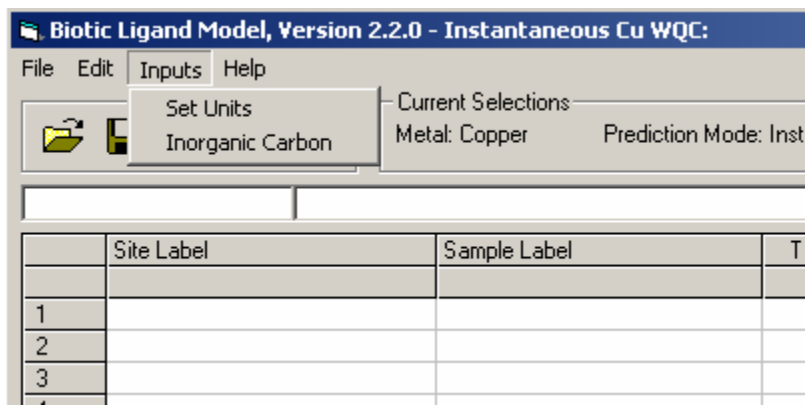 Biotic Ligand Model, Version 2.2.0 - Instantaneous Cu WQC:
File Edit Inputs Help
Set Units
Inorganic Carbon
Current Selections
Metal: Copper Prediction Mode: Inst
Site Label Sample Label T
1
2
3